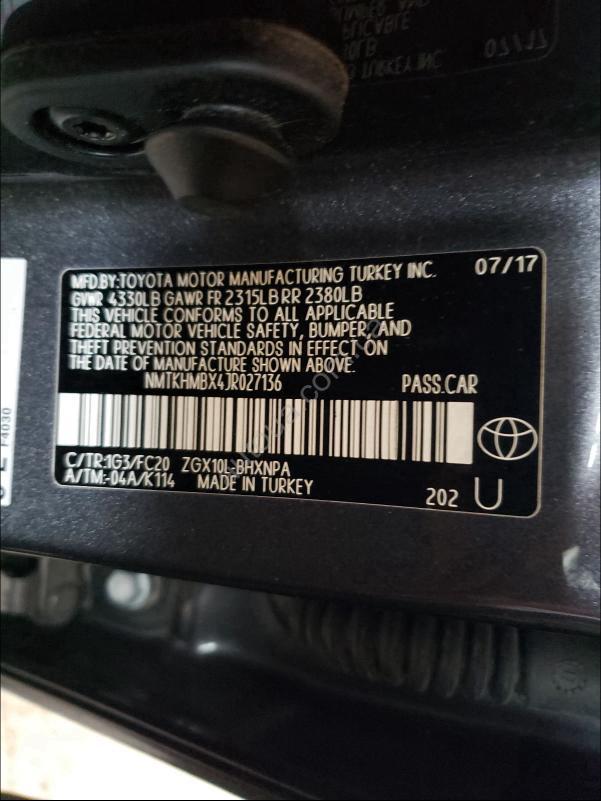 MFD.BY:TOYOTA MOTOR MANUFACTURING TURKEY INC. 07/17
GVWR 4330LB GAWR FR 2315LB RR 2380LB
THIS VEHICLE CONFORMS TO ALL APPLICABLE
FEDERAL MOTOR VEHICLE SAFETY, BUMPER, AND
THEFT PREVENTION STANDARDS IN EFFECT ON
THE DATE OF MANUFACTURE SHOWN ABOVE.
NMTKHMBX4JR027136 PASS.CAR
C/TR:1G3/FC20 ZGX10L-BHXNPA
A/TM:-04A/K114 MADE IN TURKEY
202 U
F4030